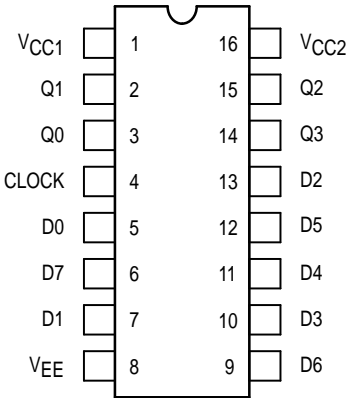 VCC1 1 16 VCC2
Q1 2 15 Q2
Q0 3 14 Q3
CLOCK 4 13 D2
D0 5 12 D5
D7 6 11 D4
D1 7 10 D3
VEE 8 9 D6